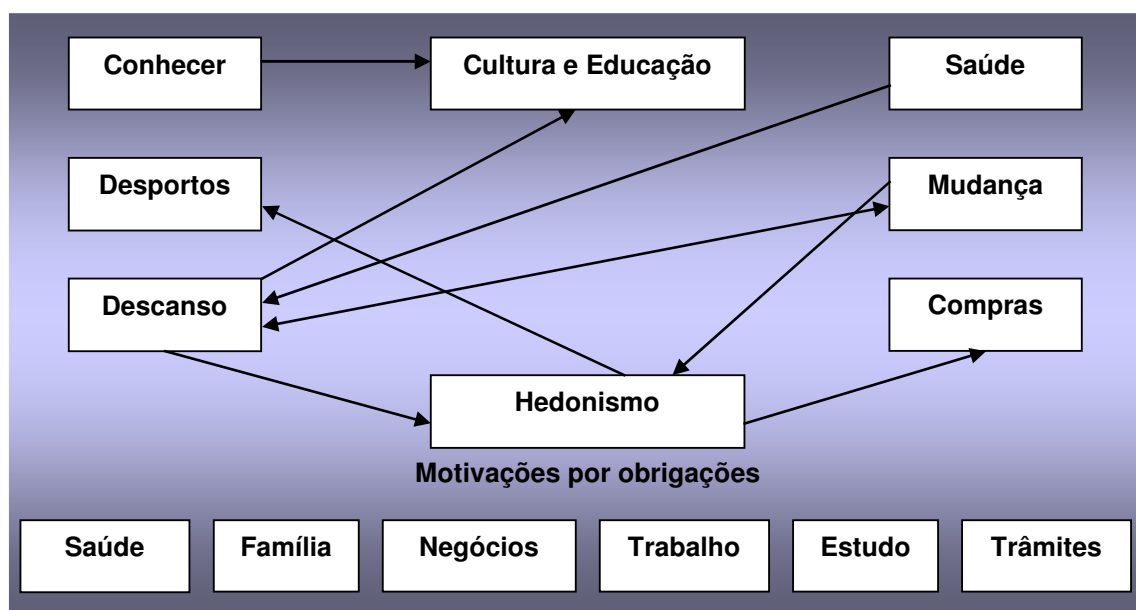 Conhecer
Cultura e Educação
Saúde
Desportos
Mudança
Descanso
Compras
Hedonismo
Motivações por obrigações
Saúde
Família
Negócios
Trabalho
Estudo
Trâmites